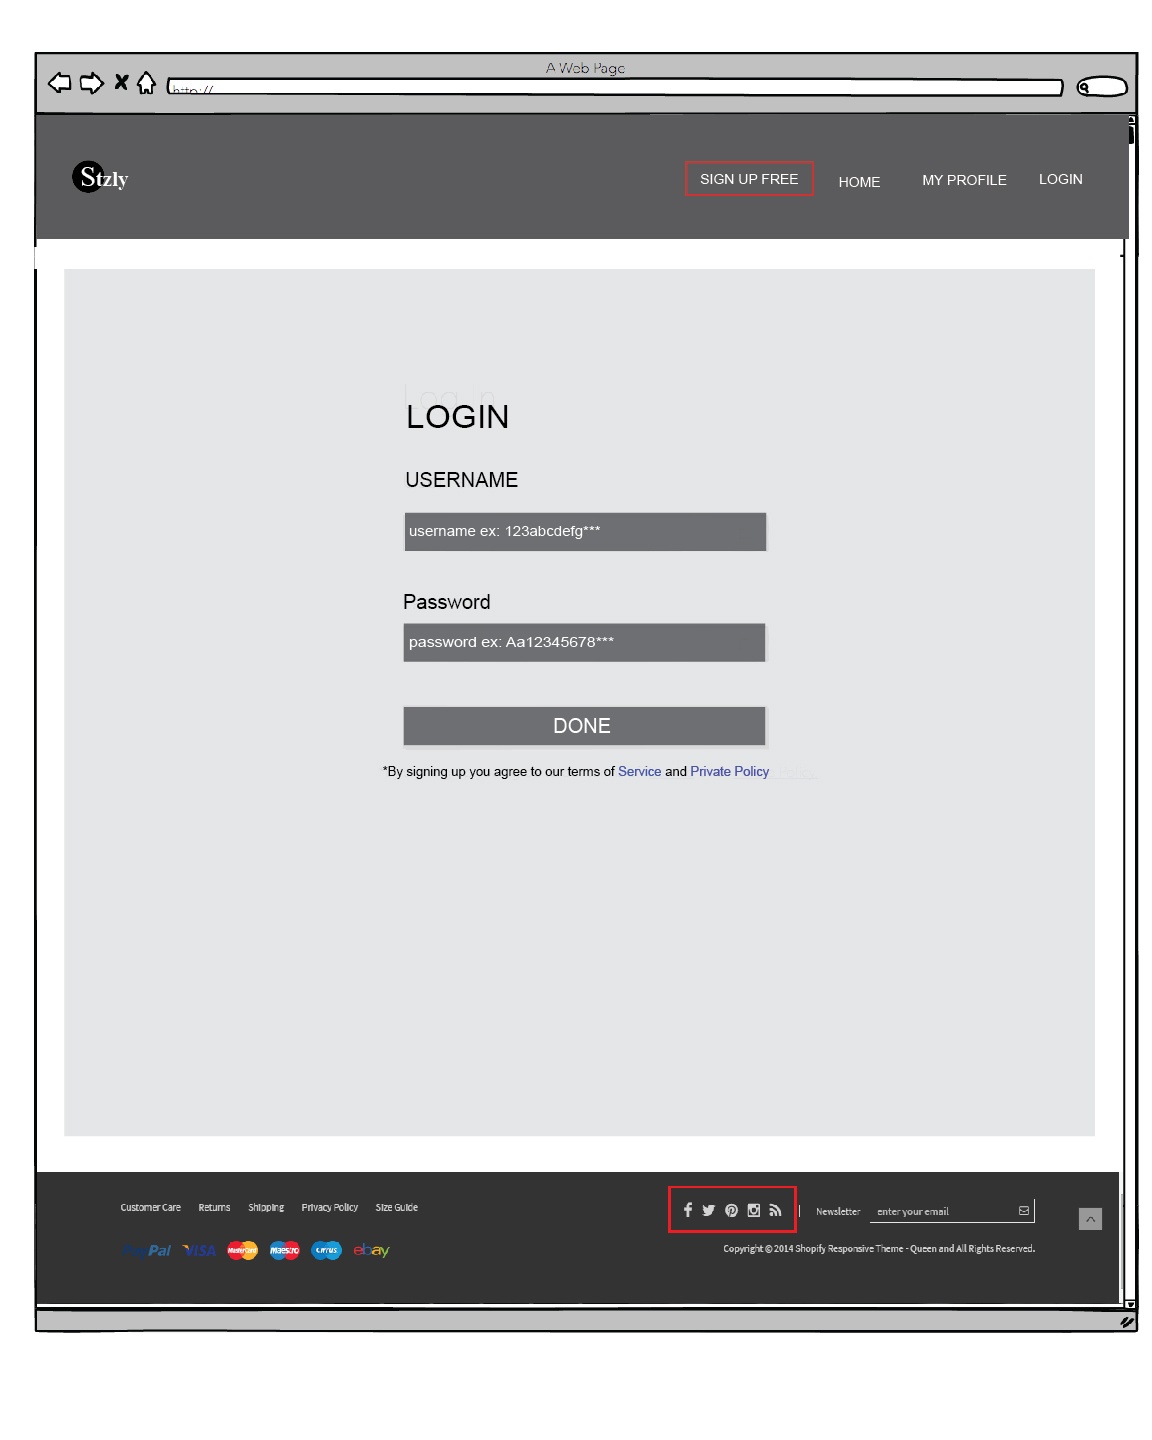 A Web Page
http://
Stzly
SIGN UP FREE
HOME
MY PROFILE
LOGIN
Log in
LOGIN
USERNAME
username ex: 123abcdefg***
Password
password ex: Aa12345678***
DONE
*By signing up you agree to our terms of Service and Private Policy
Customer Care Returns Shipping Privacy Policy Size Guide
Newsletter enter your email
PayPal VISA MasterCard Maestro Cirrus ebay
Copyright © 2014 Shopify Responsive Theme - Queen and All Rights Reserved.